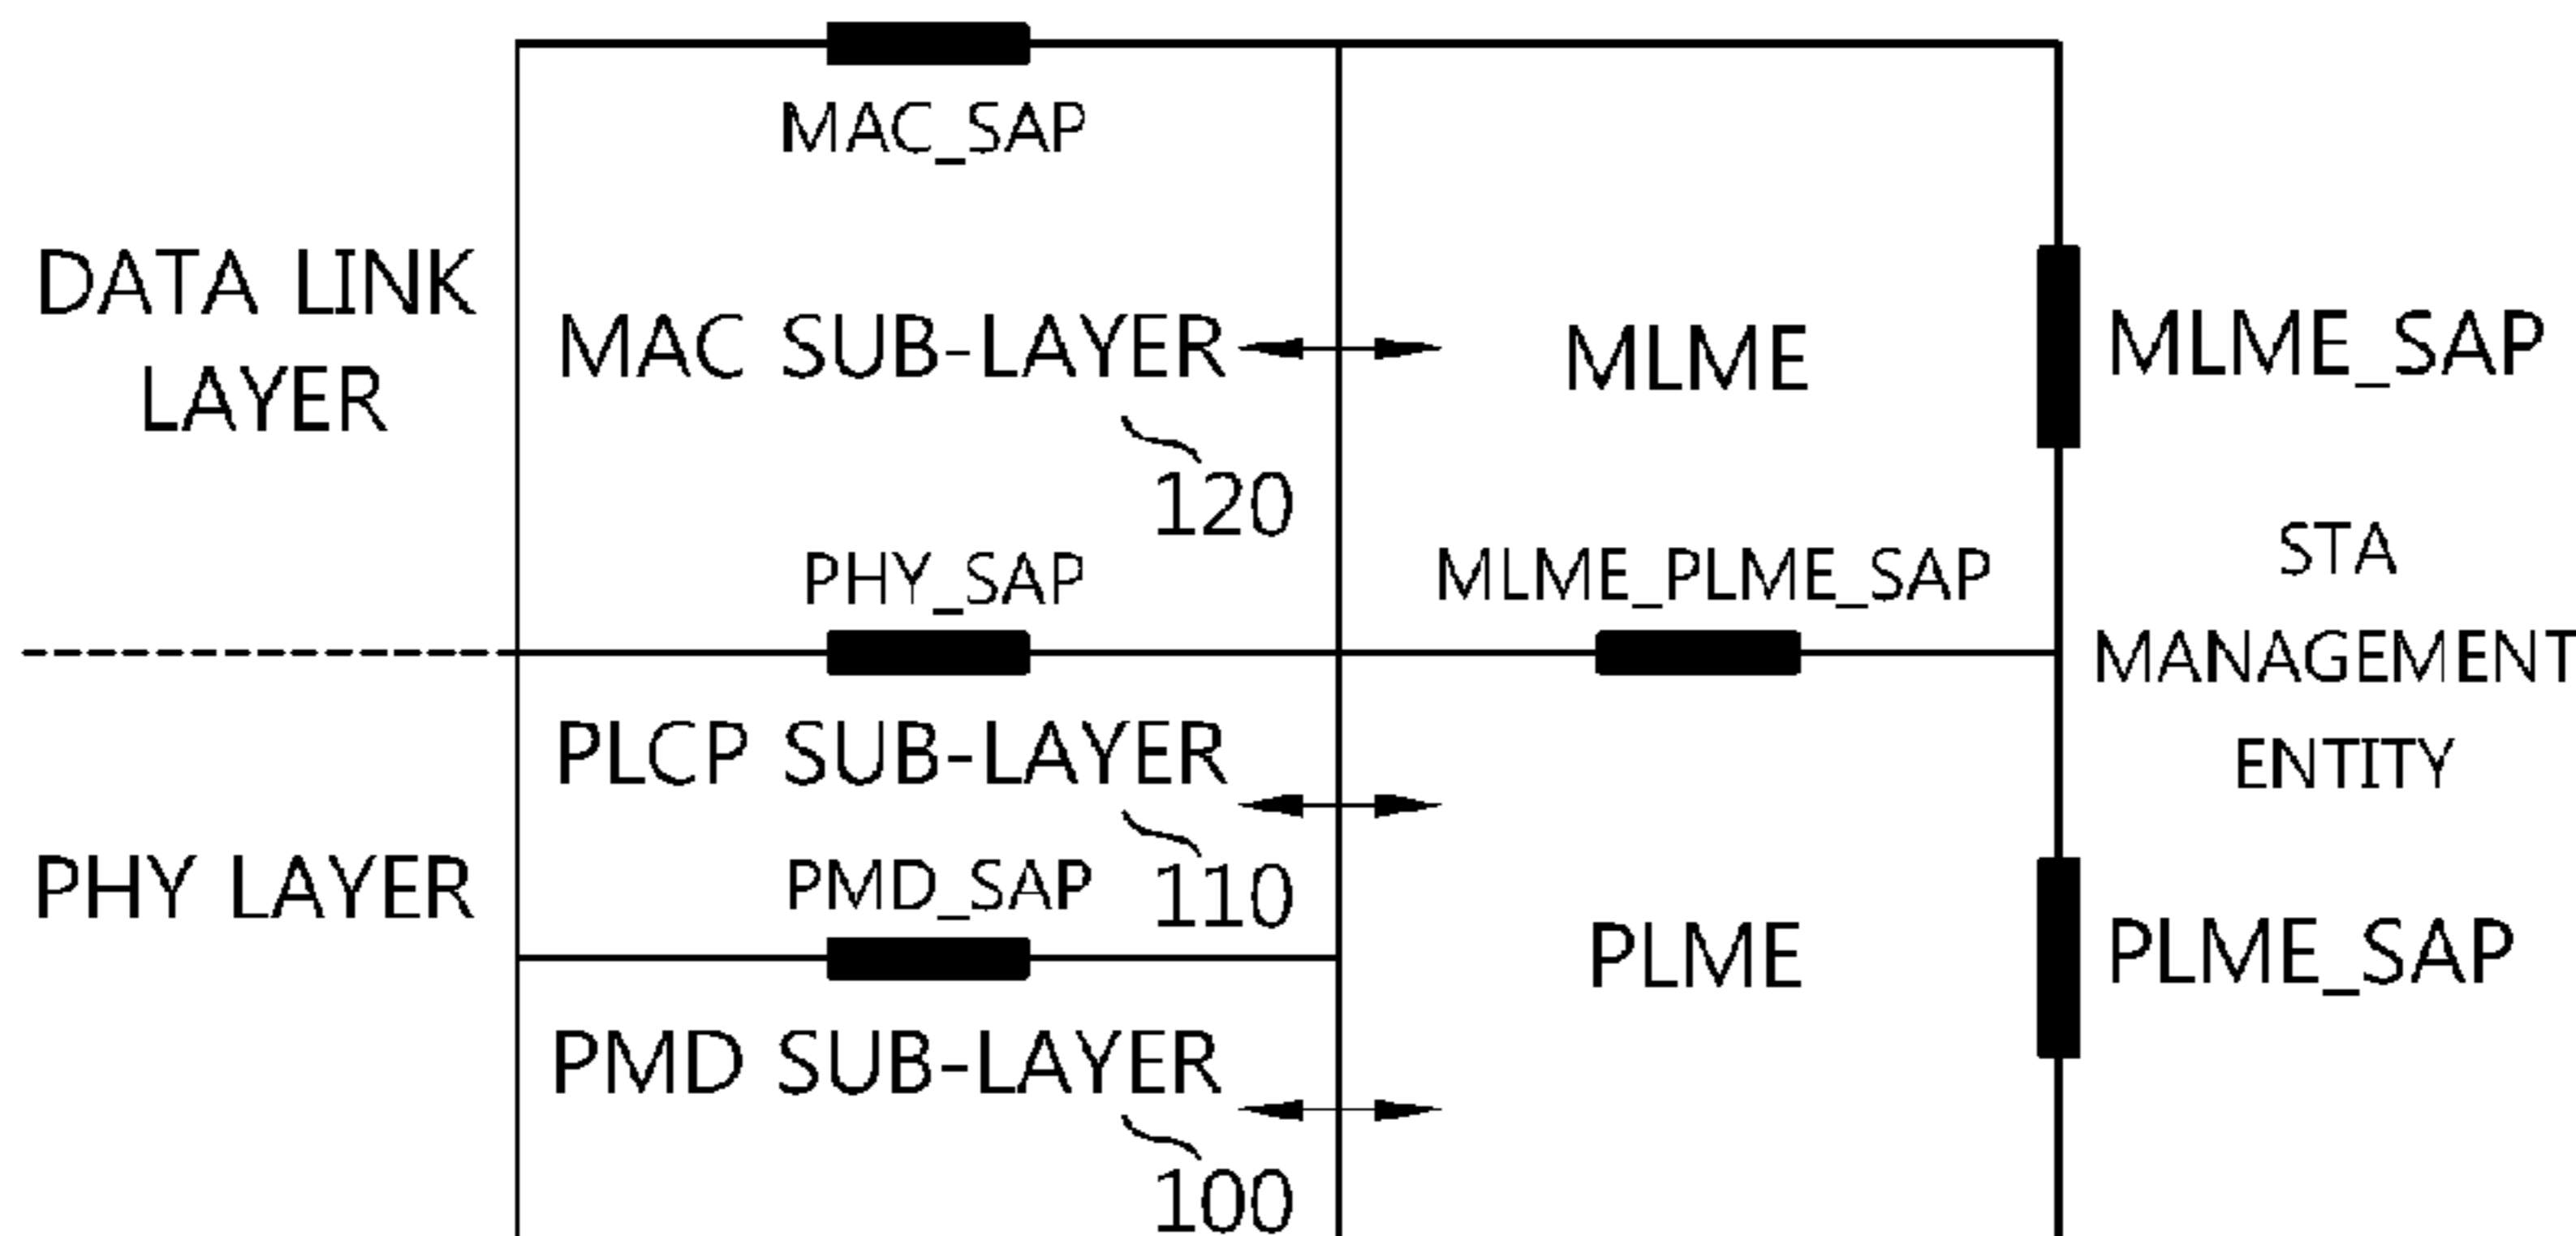 MAC_SAP
DATA LINK
LAYER
MAC SUB-LAYER
120
MLME
MLME_SAP
PHY_SAP
MLME_PLME_SAP
STA
MANAGEMENT
ENTITY
PLCP SUB-LAYER
110
PHY LAYER
PMD_SAP
PLME
PLME_SAP
PMD SUB-LAYER
100